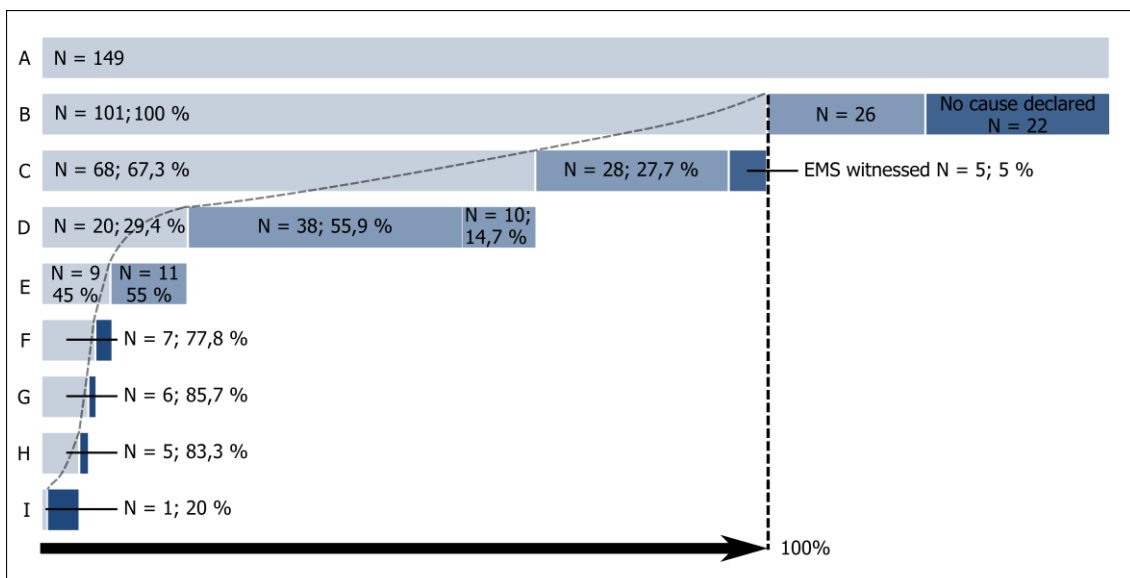 A
N = 149
B
N = 101; 100 %
N = 26
No cause declared
N = 22
C
N = 68; 67,3 %
N = 28; 27,7 %
EMS witnessed N = 5; 5 %
D
N = 20; 29,4 %
N = 38; 55,9 %
N = 10;
14,7 %
E
N = 9
45 %
N = 11
55 %
F
N = 7; 77,8 %
G
N = 6; 85,7 %
H
N = 5; 83,3 %
I
N = 1; 20 %
100%